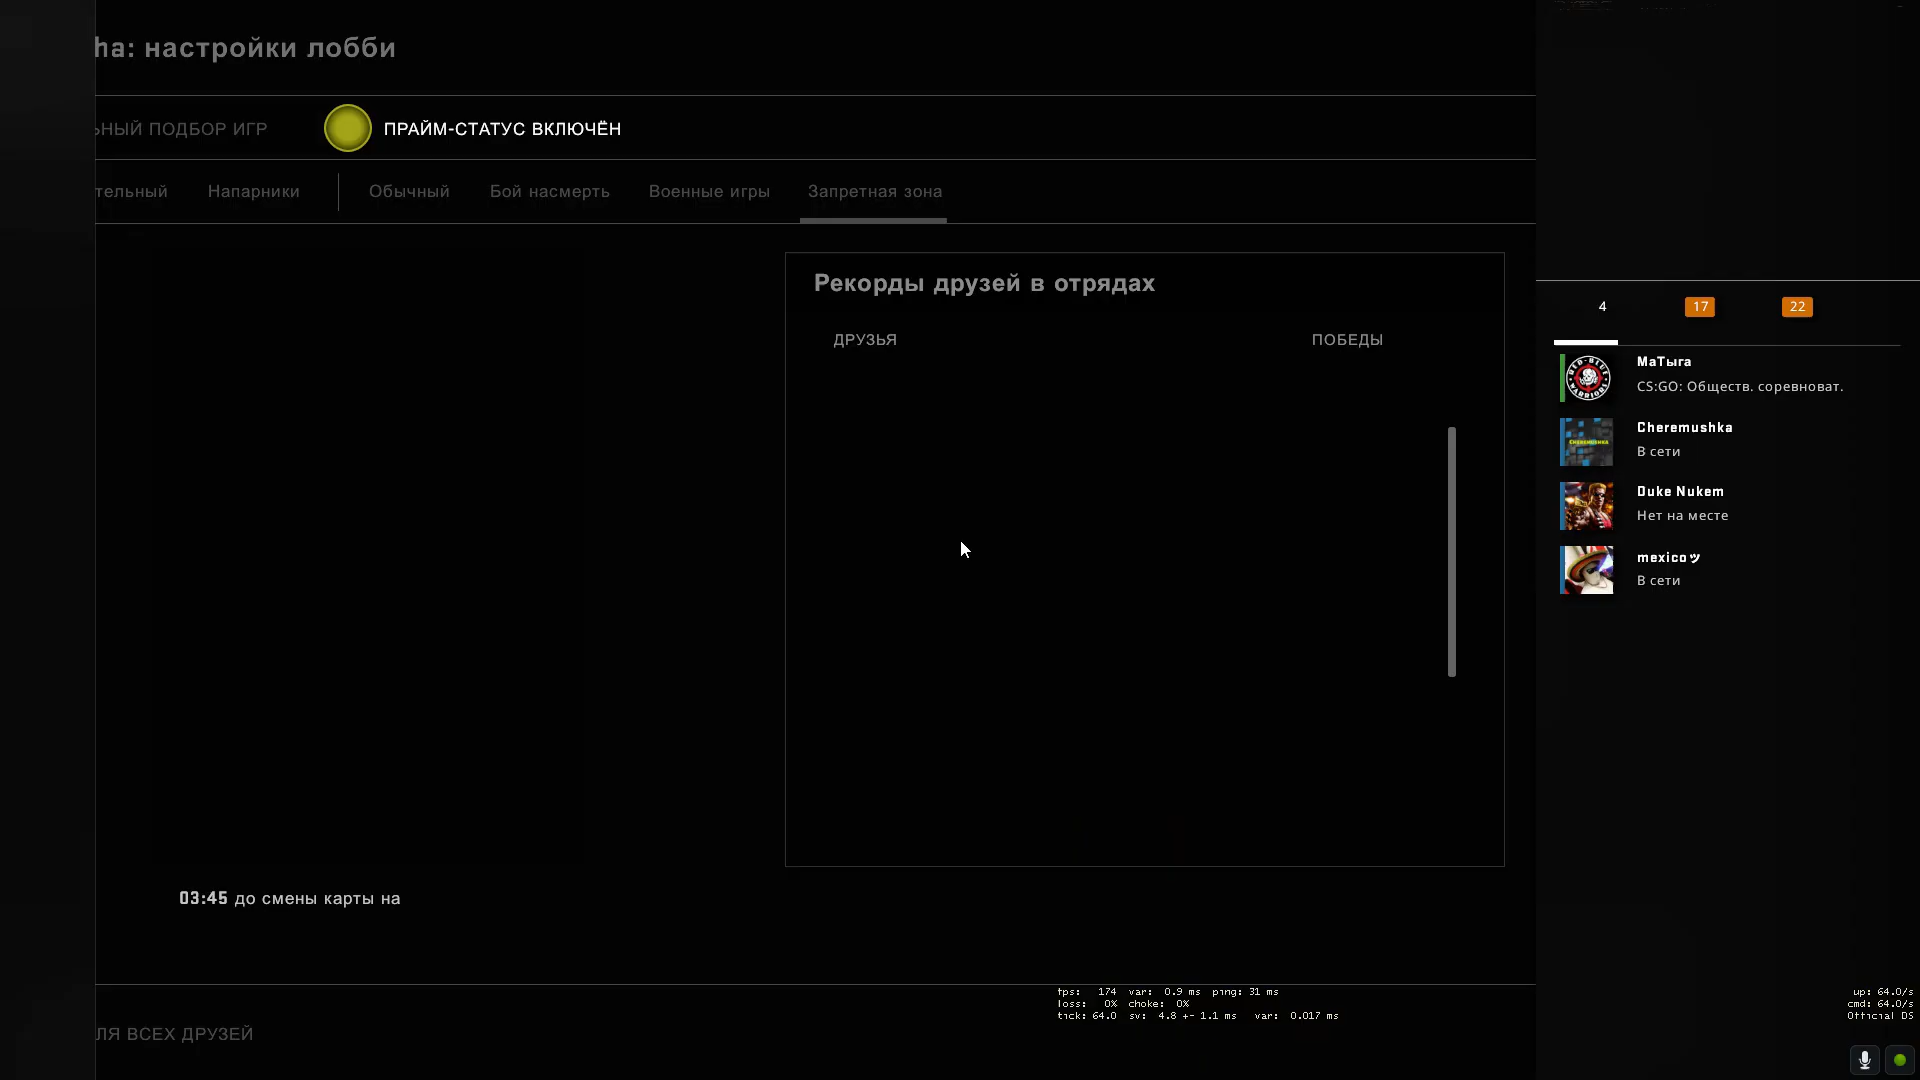 ha: настройки лобби
ЬНЫЙ ПОДБОР ИГР
ПРАЙМ-СТАТУС ВКЛЮЧЁН
тельный
Напарники
Обычный
Бой насмерть
Военные игры
Запретная зона
Рекорды друзей в отрядах
ДРУЗЬЯ
ПОБЕДЫ
4
17
22
МаТыга
CS:GO: Обществ. соревноват.
Cheremushka
В сети
Duke Nukem
Нет на месте
mexicoッ
В сети
03:45 до смены карты на
fps: 174 var: 0.9 ms ping: 31 ms
loss: 0% choke: 0%
tick: 64.0 sv: 4.8 +- 1.1 ms var: 0.017 ms
up: 64.0/s
cmd: 64.0/s
Official DS
ЛЯ ВСЕХ ДРУЗЕЙ